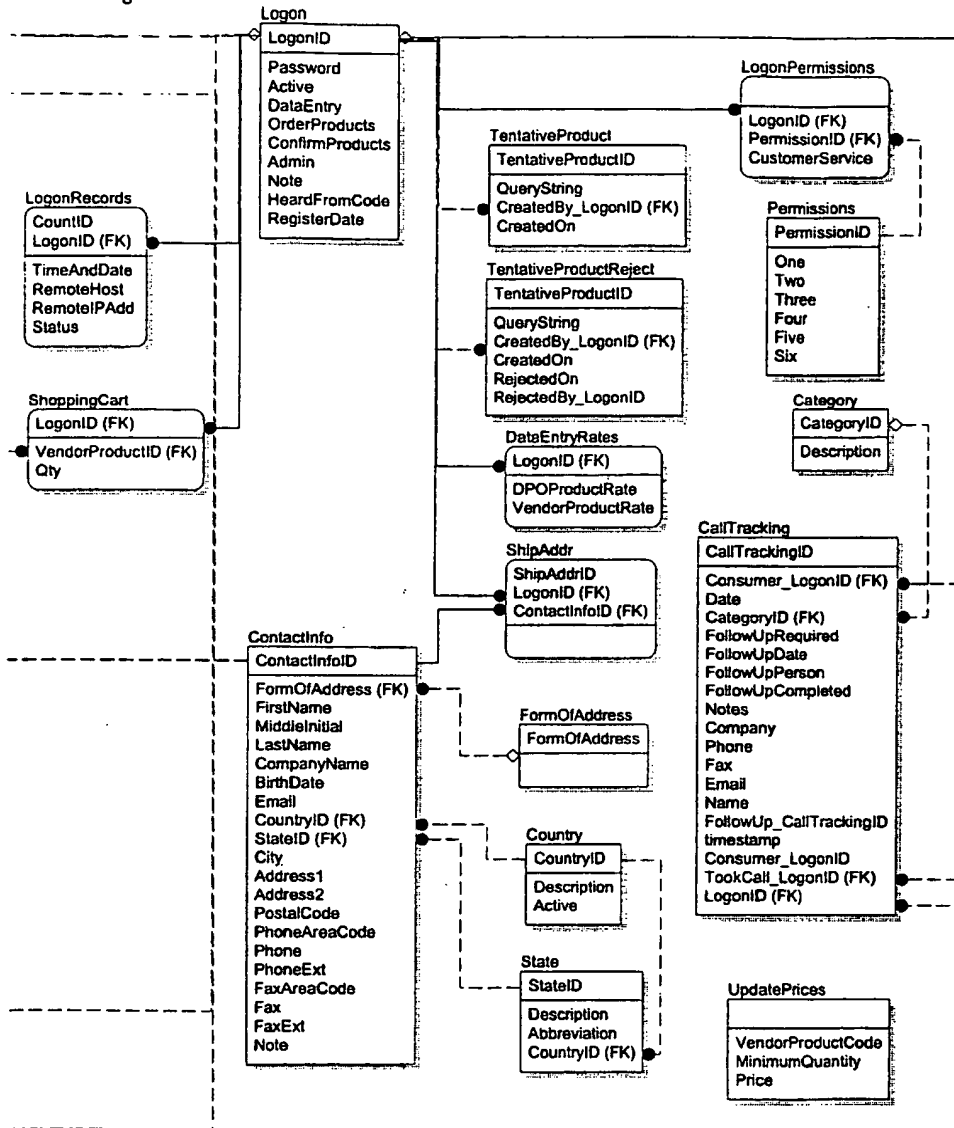 Logon
LogonID
Password
Active
DataEntry
OrderProducts
ConfirmProducts
Admin
Note
HeardFromCode
RegisterDate
LogonRecords
CountID
LogonID (FK)
TimeAndDate
RemoteHost
RemoteIPAdd
Status
ShoppingCart
LogonID (FK)
VendorProductID (FK)
Qty
LogonPermissions
LogonID (FK)
PermissionID (FK)
CustomerService
TentativeProduct
TentativeProductID
QueryString
CreatedBy_LogonID (FK)
CreatedOn
Permissions
PermissionID
One
Two
Three
Four
Five
Six
TentativeProductReject
TentativeProductID
QueryString
CreatedBy_LogonID (FK)
CreatedOn
RejectedOn
RejectedBy_LogonID
Category
CategoryID
Description
DataEntryRates
LogonID (FK)
DPOProductRate
VendorProductRate
ShipAddr
ShipAddrID
LogonID (FK)
ContactInfoID (FK)
CallTracking
CallTrackingID
Consumer_LogonID (FK)
Date
CategoryID (FK)
FollowUpRequired
FollowUpDate
FollowUpPerson
FollowUpCompleted
Notes
Company
Phone
Fax
Email
Name
FollowUp_CallTrackingID
timestamp
Consumer_LogonID
TookCall_LogonID (FK)
LogonID (FK)
ContactInfo
ContactInfoID
FormOfAddress (FK)
FirstName
MiddleInitial
LastName
CompanyName
BirthDate
Email
CountryID (FK)
StateID (FK)
City
Address1
Address2
PostalCode
PhoneAreaCode
Phone
PhoneExt
FaxAreaCode
Fax
FaxExt
Note
FormOfAddress
FormOfAddress
Country
CountryID
Description
Active
State
StateID
Description
Abbreviation
CountryID (FK)
UpdatePrices
VendorProductCode
MinimumQuantity
Price